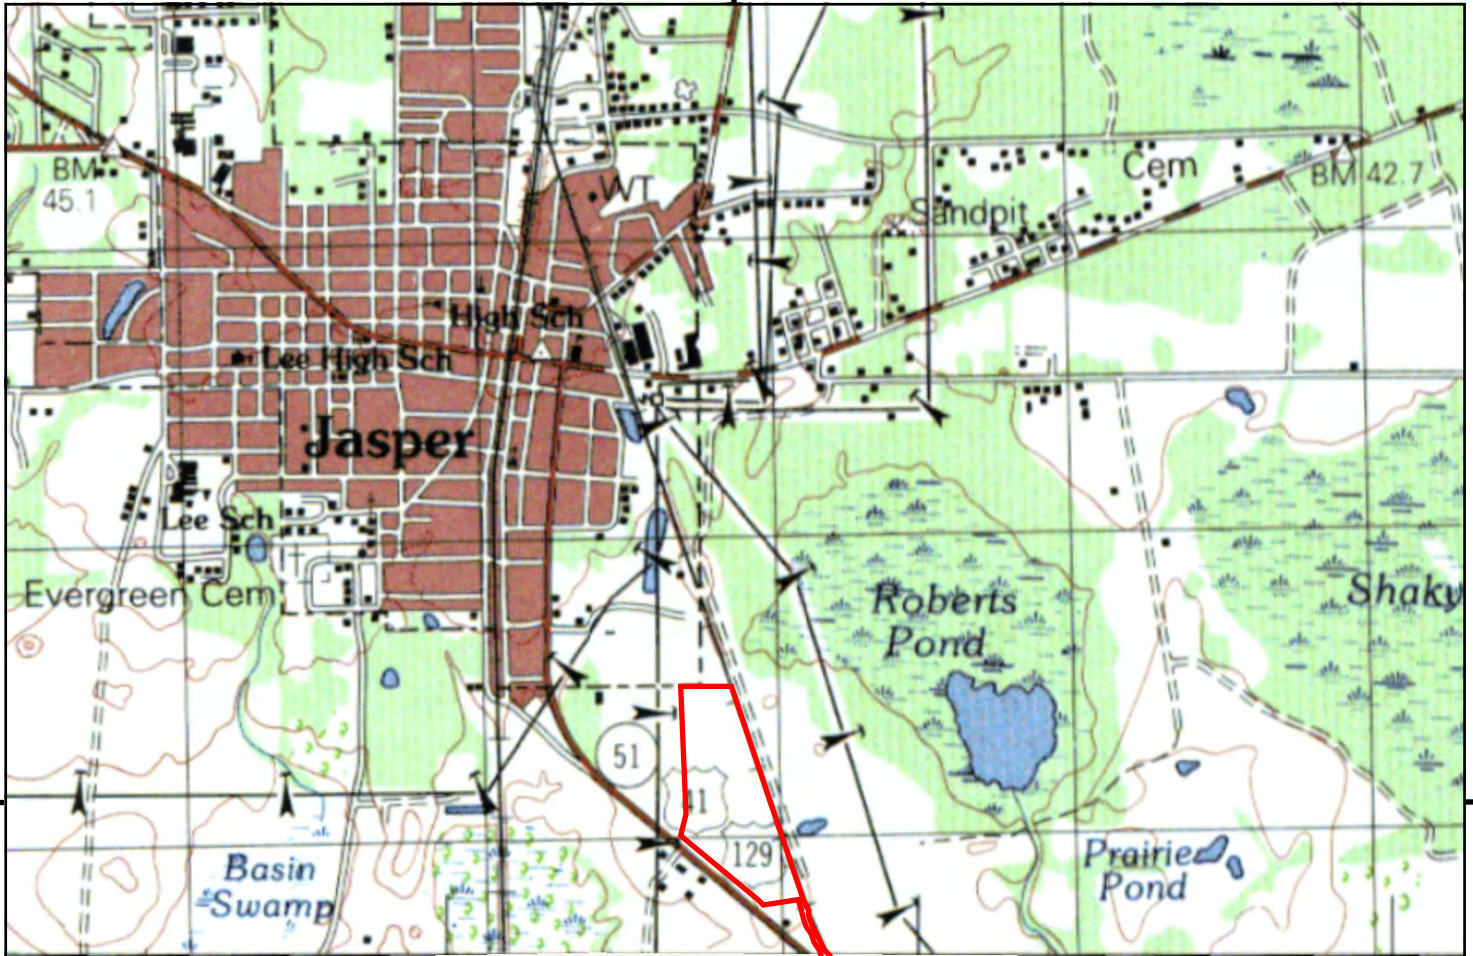 BM
45.1
WT
Cem
BM 42.7
Sandpit
High Sch
Lee High Sch
Jasper
Lee Sch
Evergreen Cem
Roberts
Pond
Shaky
51
41
129
Basin
Swamp
Prairie
Pond